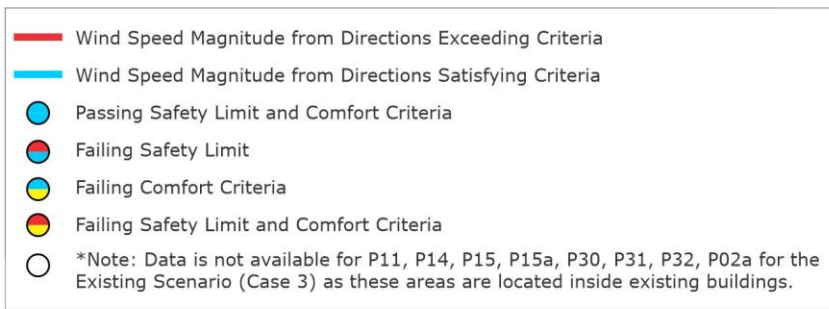 Wind Speed Magnitude from Directions Exceeding Criteria
Wind Speed Magnitude from Directions Satisfying Criteria
Passing Safety Limit and Comfort Criteria
Failing Safety Limit
Failing Comfort Criteria
Failing Safety Limit and Comfort Criteria
*Note: Data is not available for P11, P14, P15, P15a, P30, P31, P32, P02a for the
Existing Scenario (Case 3) as these areas are located inside existing buildings.